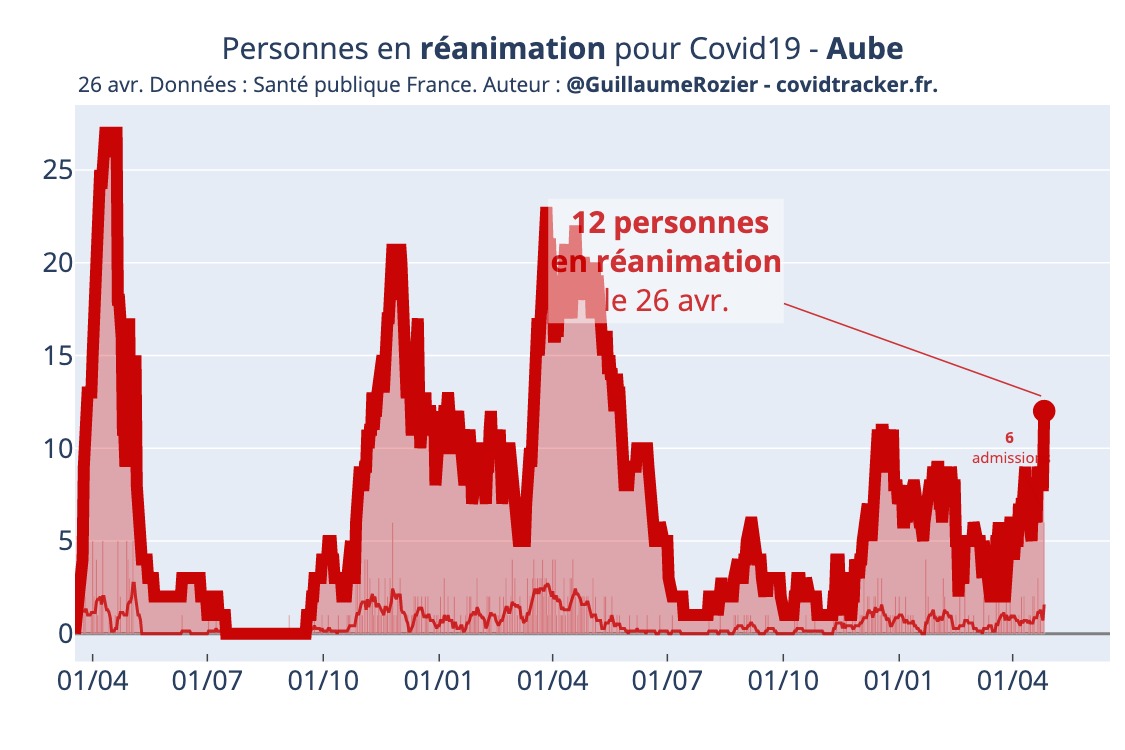 Personnes en réanimation pour Covid19 - Aube
26 avr. Données : Santé publique France. Auteur : @GuillaumeRozier - covidtracker.fr.
25
20
15
10
5
0
12 personnes
en réanimation
le 26 avr.
6
admissions
01/04 01/07 01/10 01/01 01/04 01/07 01/10 01/01 01/04